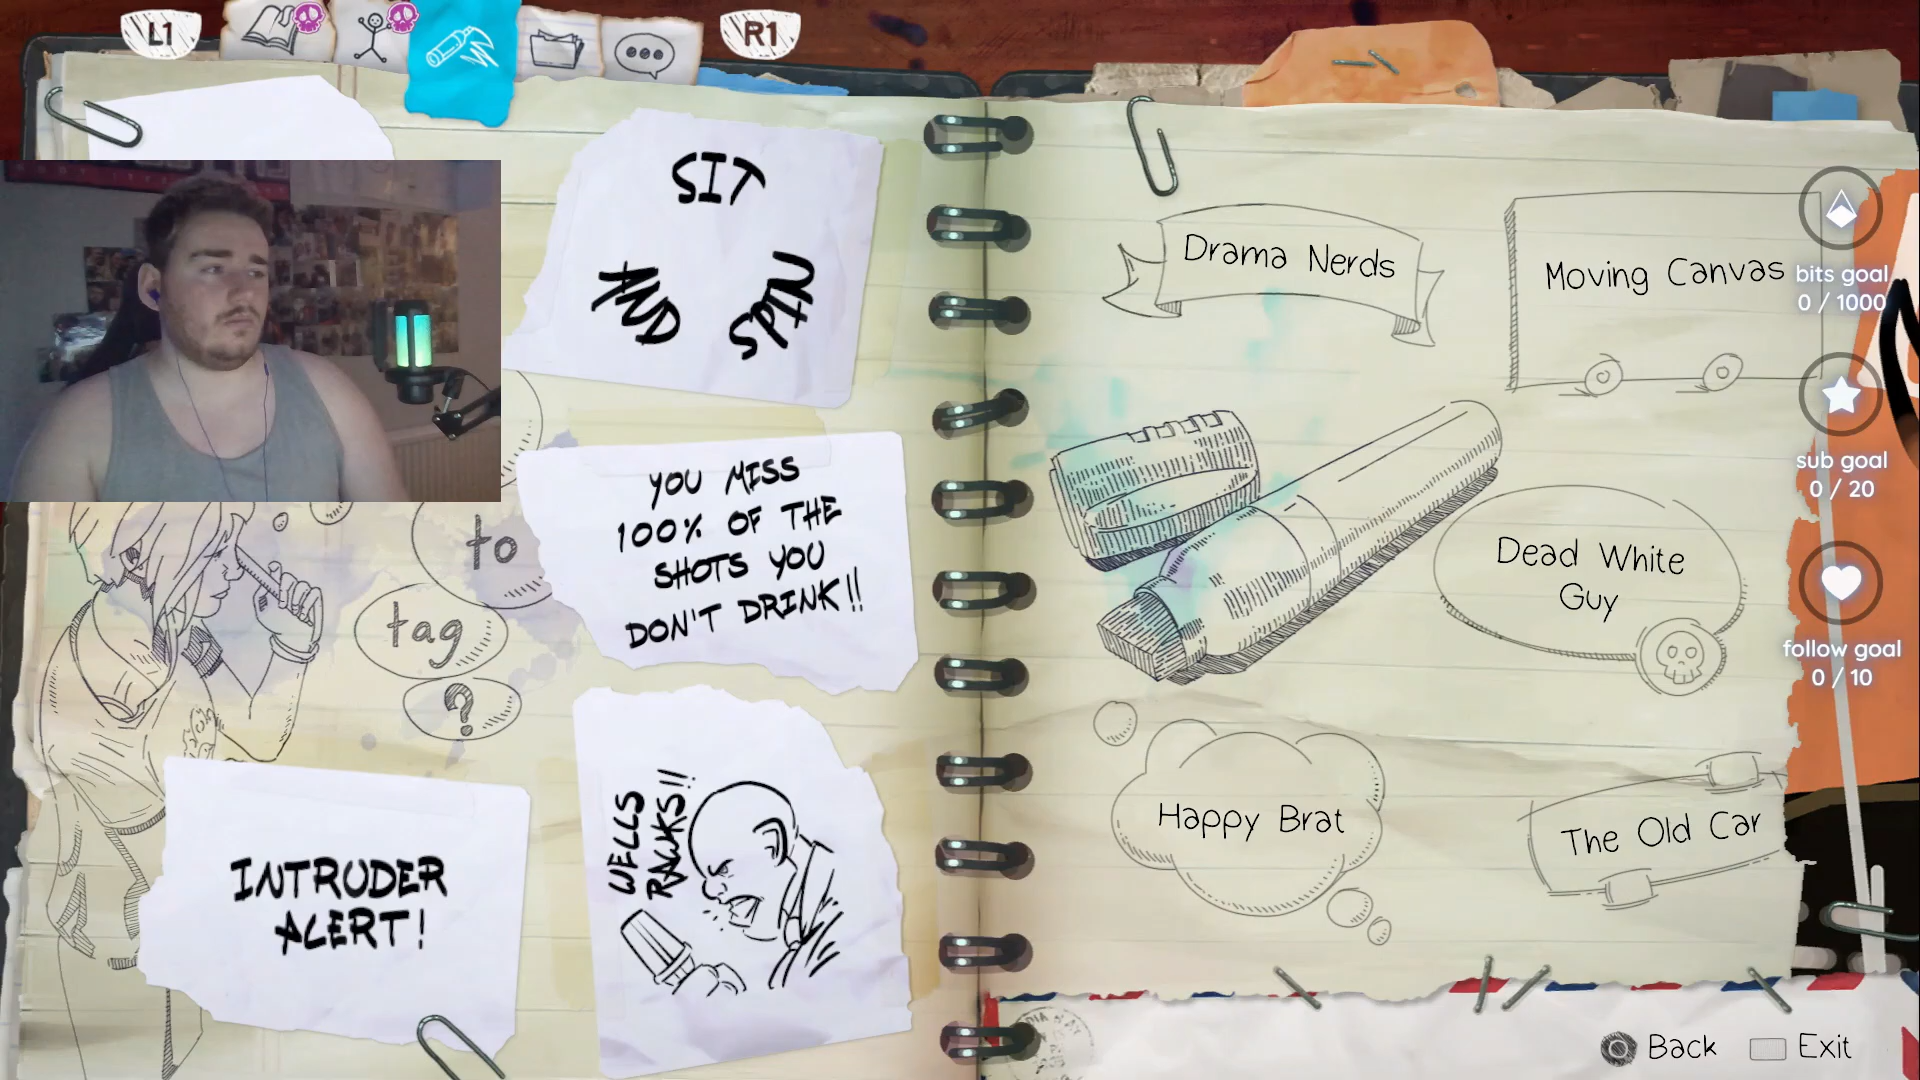 L1
R1
SIT
AND
SPIN
YOU MISS
100% OF THE
SHOTS YOU
DON'T DRINK!!
to
tag
?
INTRUDER
ALERT!
WELLS
RAWKS!!
Drama Nerds
Moving Canvas
Dead White
Guy
Happy Brat
The Old Car
bits goal
0 / 1000
sub goal
0 / 20
follow goal
0 / 10
Back
Exit